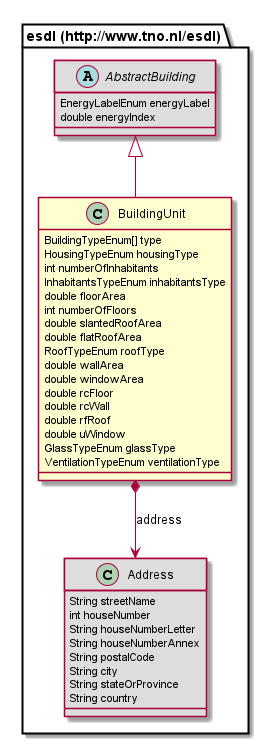 esdl (http://www.tno.nl/esdl)
A AbstractBuilding
EnergyLabelEnum energyLabel
double energyIndex
C BuildingUnit
BuildingTypeEnum[] type
HousingTypeEnum housingType
int numberOfInhabitants
InhabitantsTypeEnum inhabitantsType
double floorArea
int numberOfFloors
double slantedRoofArea
double flatRoofArea
RoofTypeEnum roofType
double wallArea
double windowArea
double rcFloor
double rcWall
double rfRoof
double uWindow
GlassTypeEnum glassType
VentilationTypeEnum ventilationType
address
C Address
String streetName
int houseNumber
String houseNumberLetter
String houseNumberAnnex
String postalCode
String city
String stateOrProvince
String country